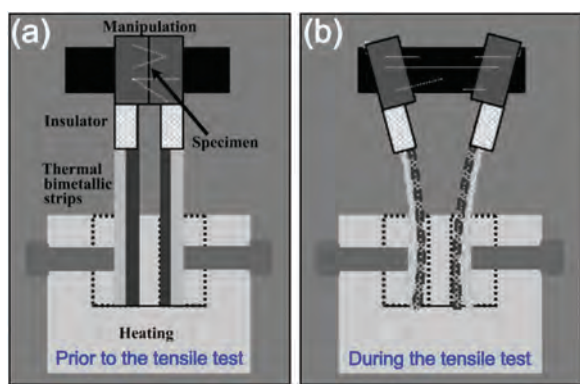 (a)
Manipulation
Insulator
Specimen
Thermal
bimetallic
strips
Heating
Prior to the tensile test
(b)
During the tensile test